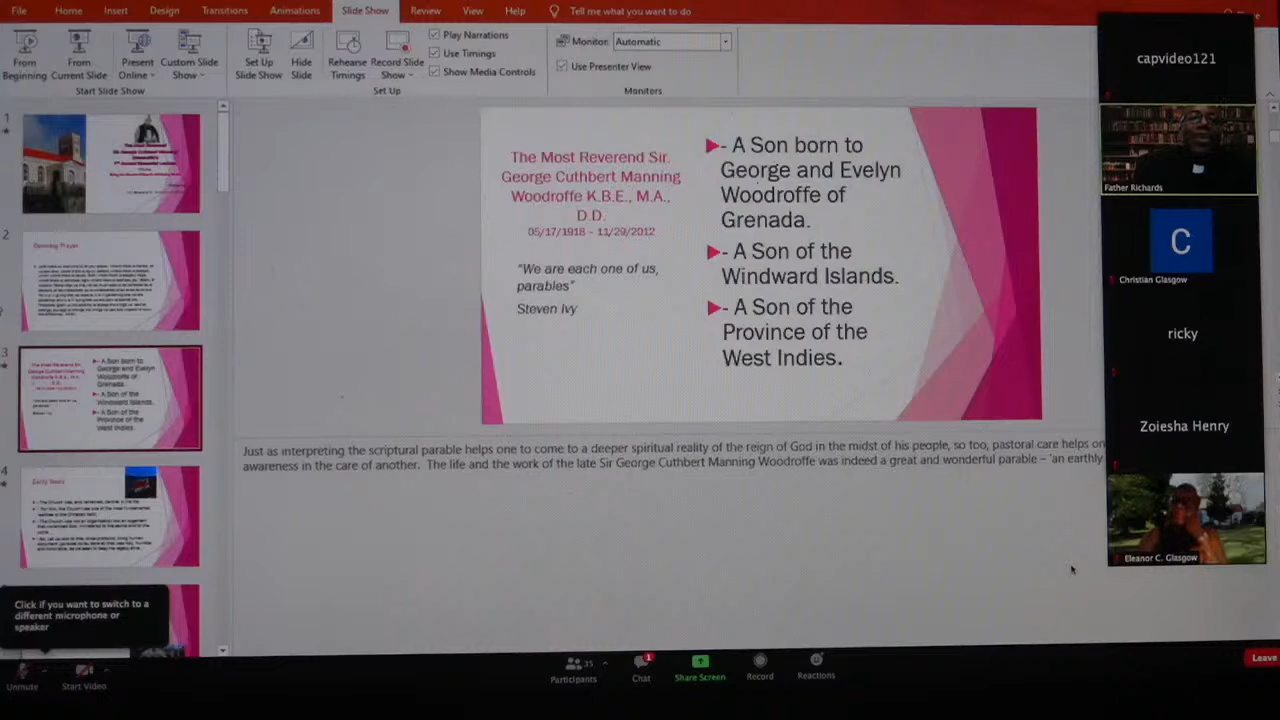 File Home Insert Design Transitions Animations Slide Show Review View Help Tell me what you want to do
From Beginning
From Current Slide
Present Online
Custom Slide Show
Start Slide Show
Set Up Slide Show
Hide Slide
Rehearse Timings
Record Slide Show
Play Narrations
Use Timings
Show Media Controls
Set Up
Monitor: Automatic
Use Presenter View
Monitors
1
2
Opening Prayer
3
4
Early Years
The Most Reverend Sir.
George Cuthbert Manning
Woodroffe K.B.E., M.A.,
D.D.
05/17/1918 – 11/29/2012
"We are each one of us,
parables"
Steven Ivy
- A Son born to
George and Evelyn
Woodroffe of
Grenada.
- A Son of the
Windward Islands.
- A Son of the
Province of the
West Indies.
Just as interpreting the scriptural parable helps one to come to a deeper spiritual reality of the reign of God in the midst of his people, so too, pastoral care helps on
awareness in the care of another. The life and the work of the late Sir George Cuthbert Manning Woodroffe was indeed a great and wonderful parable – 'an earthly
capvideo121
Father Richards
C
Christian Glasgow
ricky
Zoiesha Henry
Eleanor C. Glasgow
Click if you want to switch to a
different microphone or
speaker
Unmute
Start Video
Participants
35
Chat
1
Share Screen
Record
Reactions
Leave